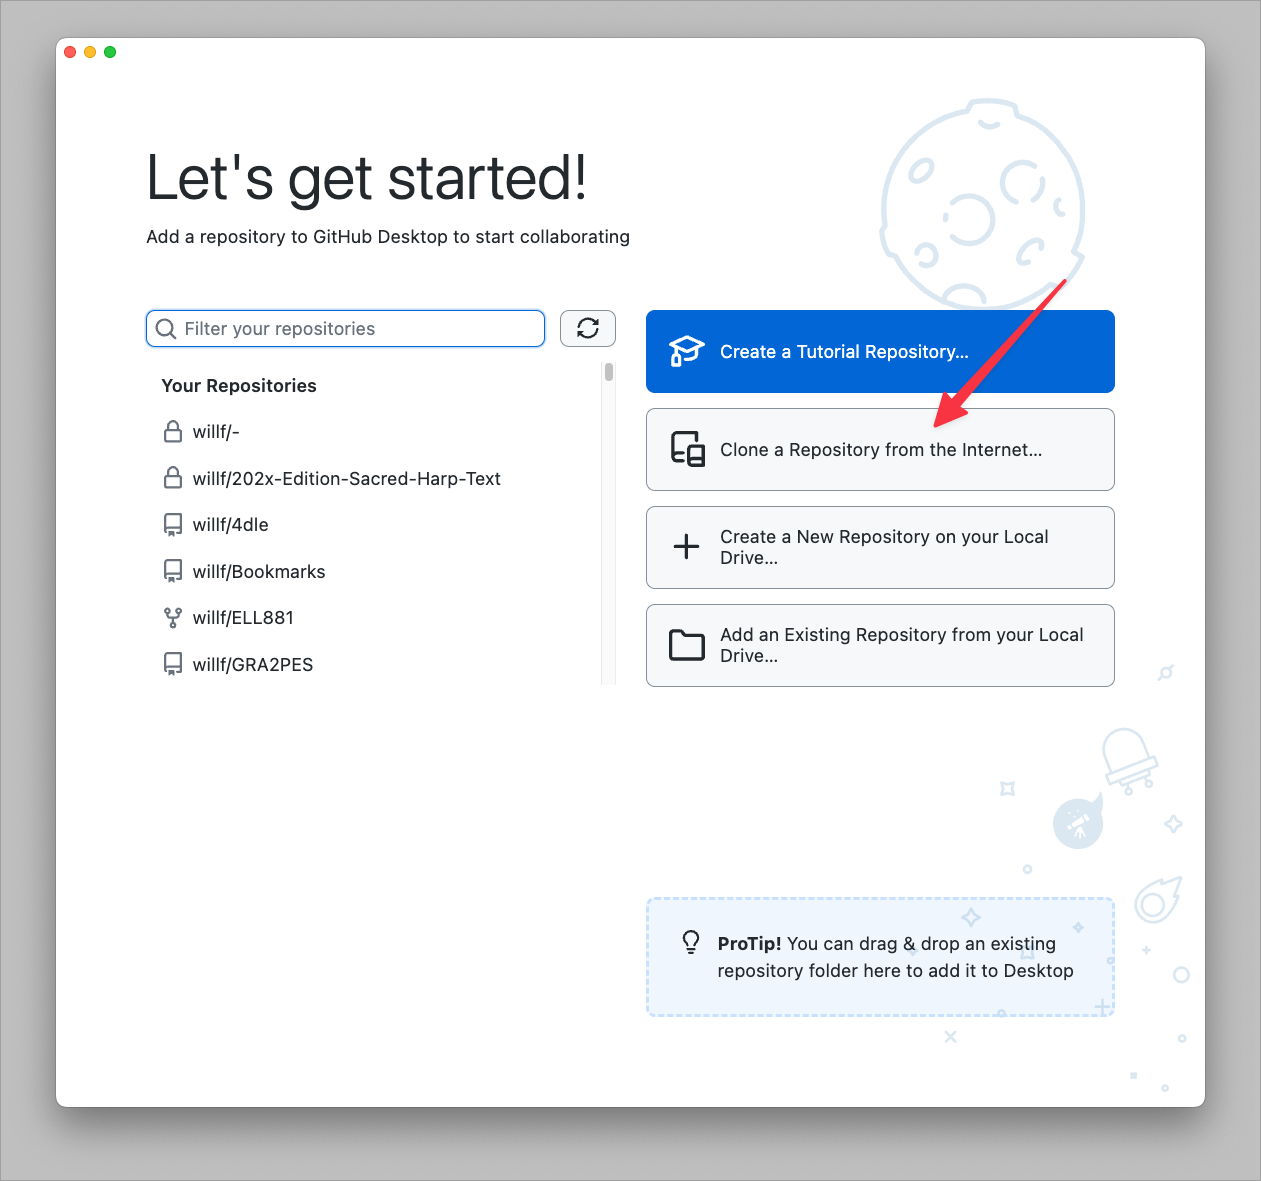 Let's get started!
Add a repository to GitHub Desktop to start collaborating
Filter your repositories
Your Repositories
willf/-
willf/202x-Edition-Sacred-Harp-Text
willf/4dle
willf/Bookmarks
willf/ELL881
willf/GRA2PES
Create a Tutorial Repository...
Clone a Repository from the Internet...
Create a New Repository on your Local
Drive...
Add an Existing Repository from your Local
Drive...
ProTip! You can drag & drop an existing
repository folder here to add it to Desktop